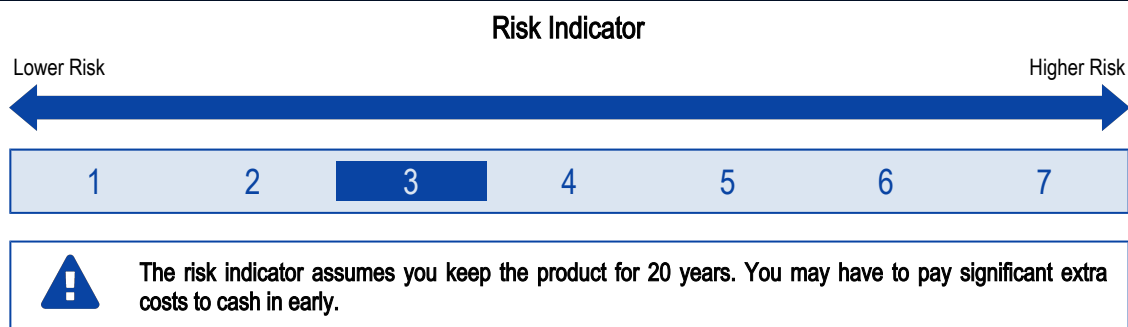 Risk Indicator
Lower Risk Higher Risk
1 2 3 4 5 6 7
The risk indicator assumes you keep the product for 20 years. You may have to pay significant extra
costs to cash in early.